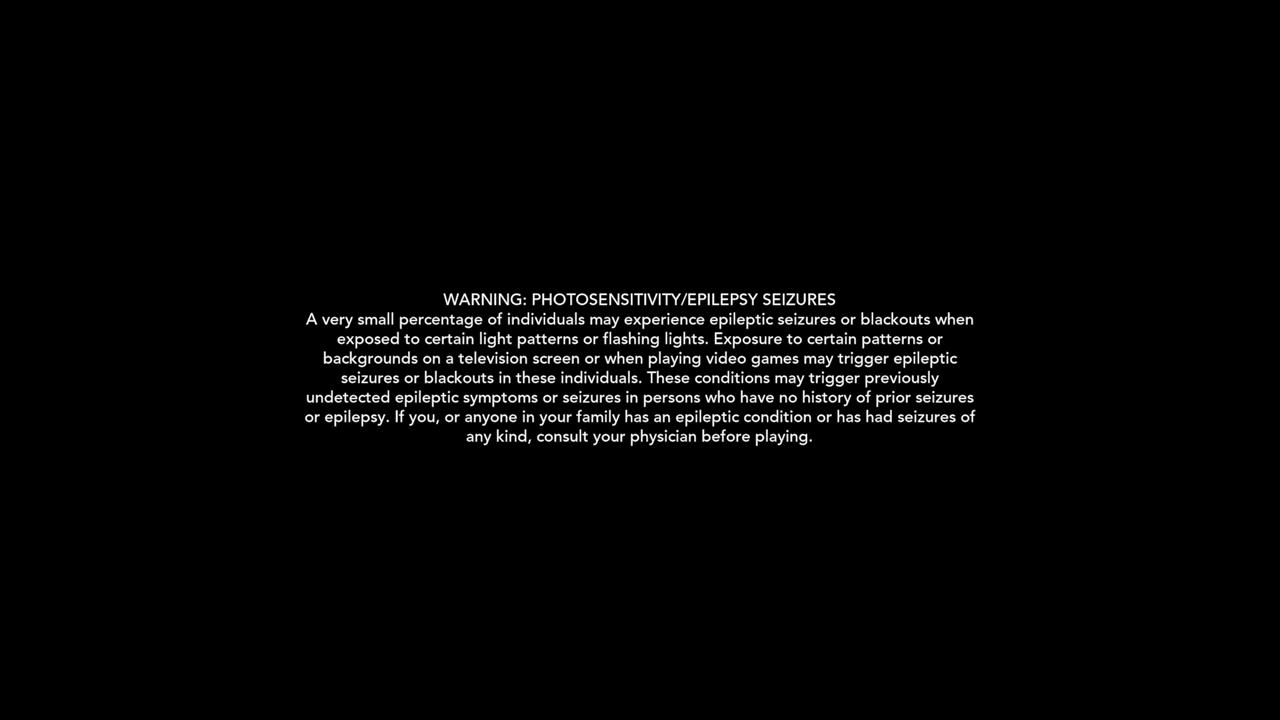 WARNING: PHOTOSENSITIVITY/EPILEPSY SEIZURES
A very small percentage of individuals may experience epileptic seizures or blackouts when
exposed to certain light patterns or flashing lights. Exposure to certain patterns or
backgrounds on a television screen or when playing video games may trigger epileptic
seizures or blackouts in these individuals. These conditions may trigger previously
undetected epileptic symptoms or seizures in persons who have no history of prior seizures
or epilepsy. If you, or anyone in your family has an epileptic condition or has had seizures of
any kind, consult your physician before playing.